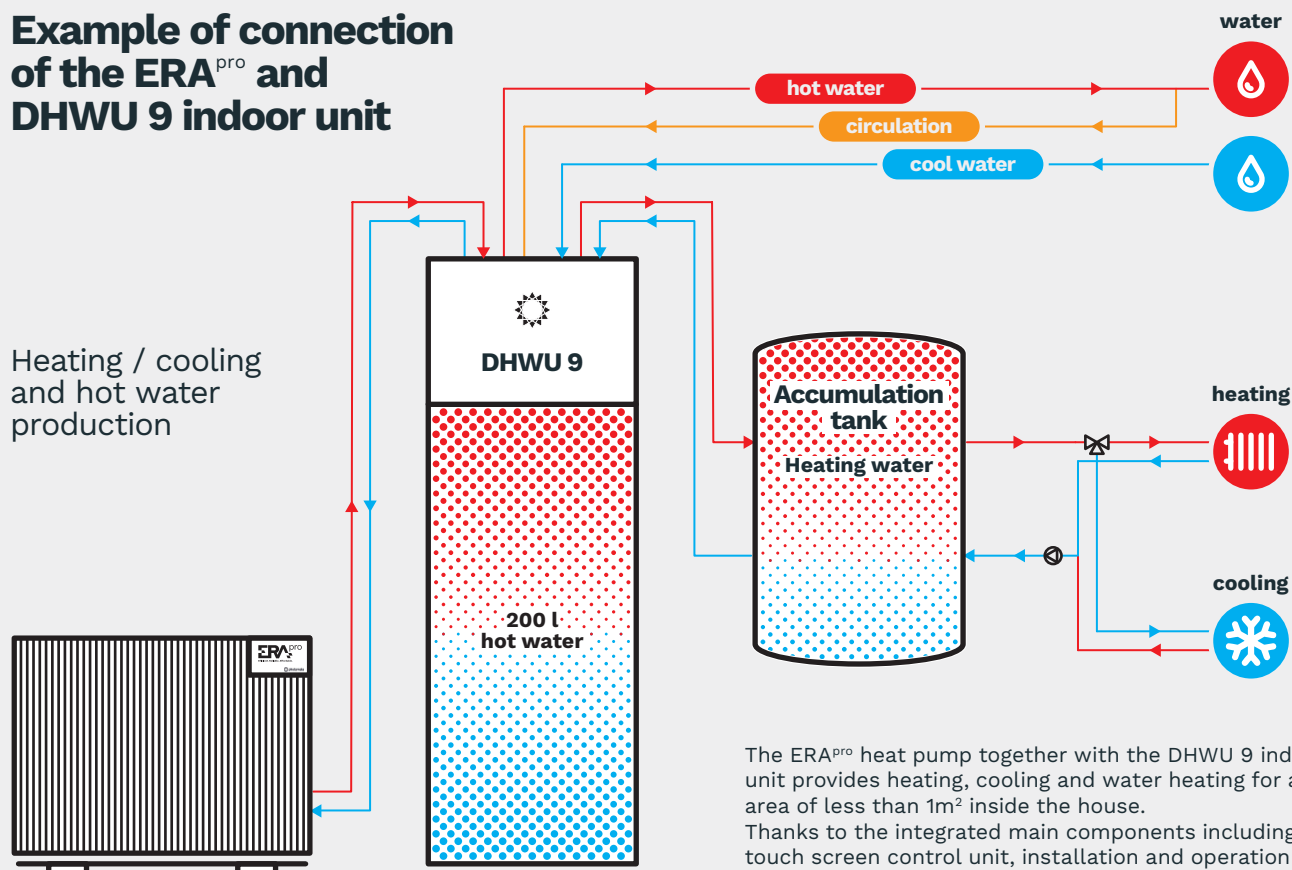 Example of connection
of the ERAᵖʳᵒ and
DHWU 9 indoor unit
water
hot water
circulation
cool water
Heating / cooling
and hot water
production
DHWU 9
200 l
hot water
Accumulation
tank
Heating water
heating
cooling
ERAᵖʳᵒ
The ERAᵖʳᵒ heat pump together with the DHWU 9 ind
unit provides heating, cooling and water heating for a
area of less than 1m² inside the house.
Thanks to the integrated main components including
touch screen control unit, installation and operation